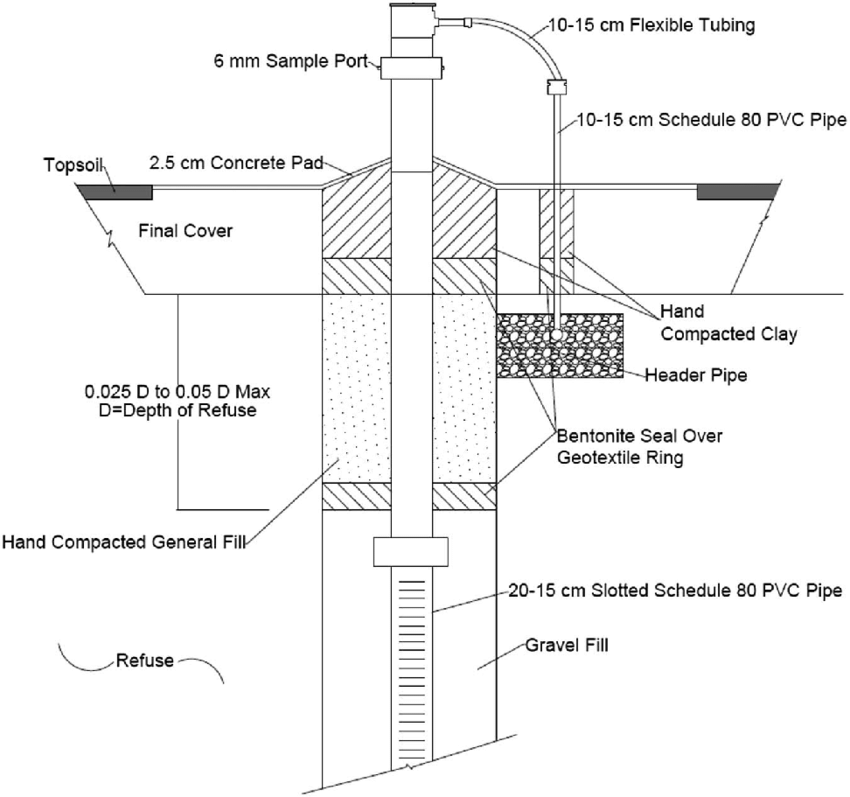 10-15 cm Flexible Tubing
6 mm Sample Port
10-15 cm Schedule 80 PVC Pipe
2.5 cm Concrete Pad
Topsoil
Final Cover
Hand
Compacted Clay
Header Pipe
0.025 D to 0.05 D Max
D=Depth of Refuse
Bentonite Seal Over
Geotextile Ring
Hand Compacted General Fill
20-15 cm Slotted Schedule 80 PVC Pipe
Gravel Fill
Refuse